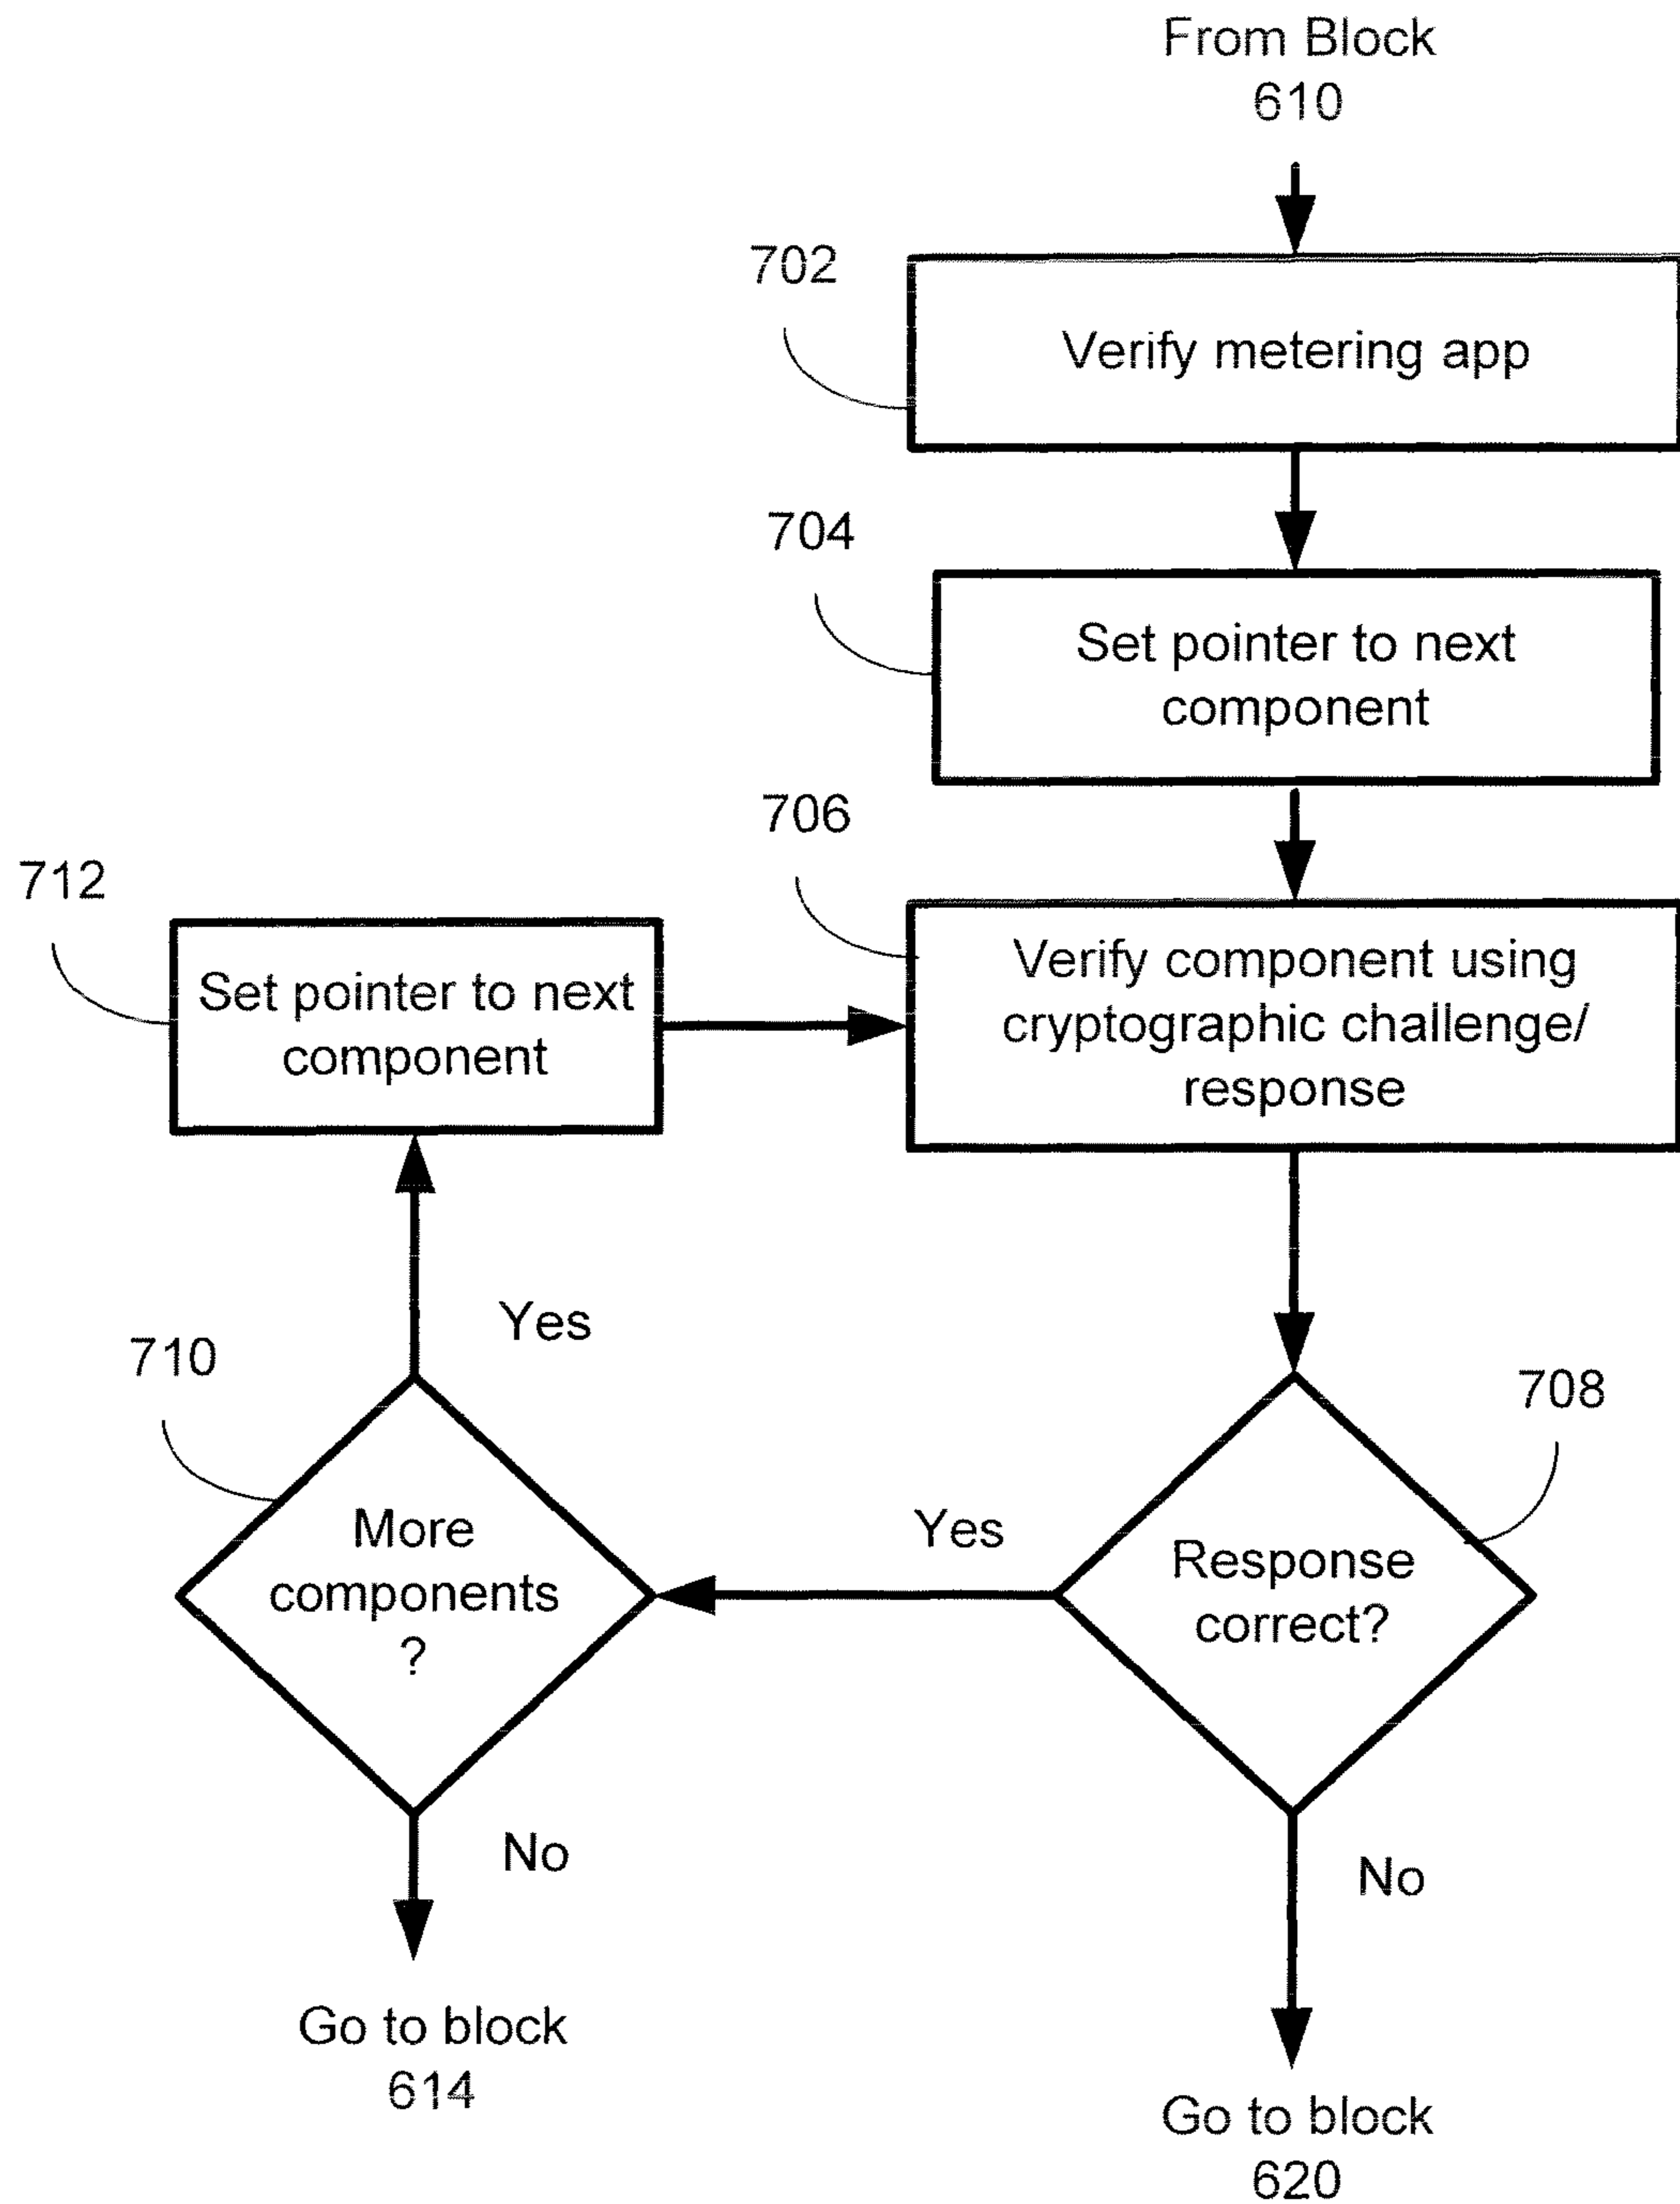 From Block
610
702
Verify metering app
704
Set pointer to next
component
706
Verify component using
cryptographic challenge/
response
712
Set pointer to next
component
Yes
710
More
components
?
Yes
708
Response
correct?
No
Go to block
614
No
Go to block
620